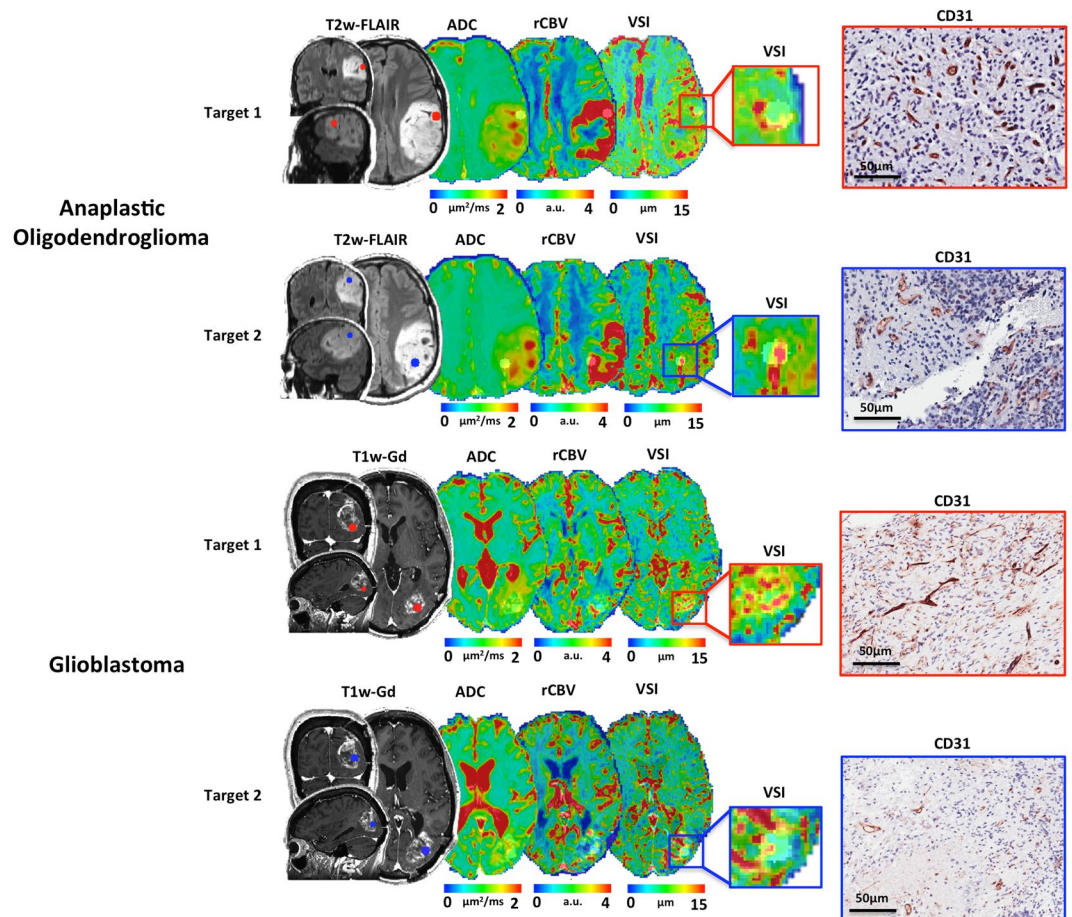 T2w-FLAIR ADC rCBV VSI CD31
VSI
Target 1
50μm
0 μm²/ms 2 0 a.u. 4 0 μm 15
Anaplastic
Oligodendroglioma
T2w-FLAIR ADC rCBV VSI CD31
VSI
Target 2
50μm
0 μm²/ms 2 0 a.u. 4 0 μm 15
T1w-Gd ADC rCBV VSI CD31
VSI
Target 1
50μm
0 μm²/ms 2 0 a.u. 4 0 μm 15
Glioblastoma
T1w-Gd ADC rCBV VSI CD31
VSI
Target 2
50μm
0 μm²/ms 2 0 a.u. 4 0 μm 15